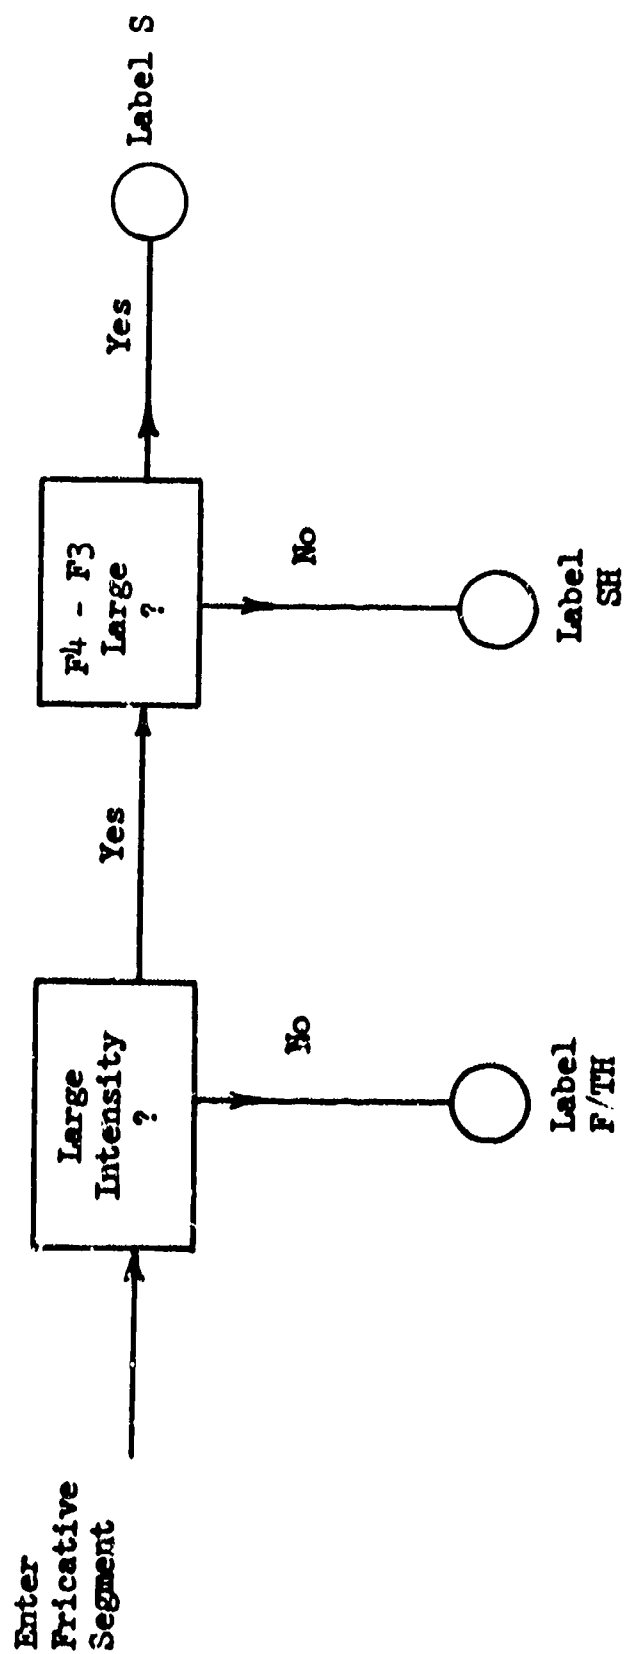 Enter
Fricative
Segment
Large
Intensity
?
Yes
No
Label
F/TH
F4 - F3
Large
?
Yes
No
Label
SH
Label S